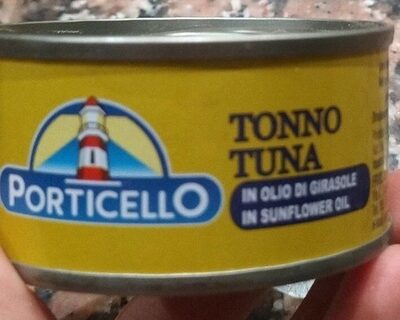 PORTICELLO
TONNO
TUNA
IN OLIO DI GIRASOLE
IN SUNFLOWER OIL